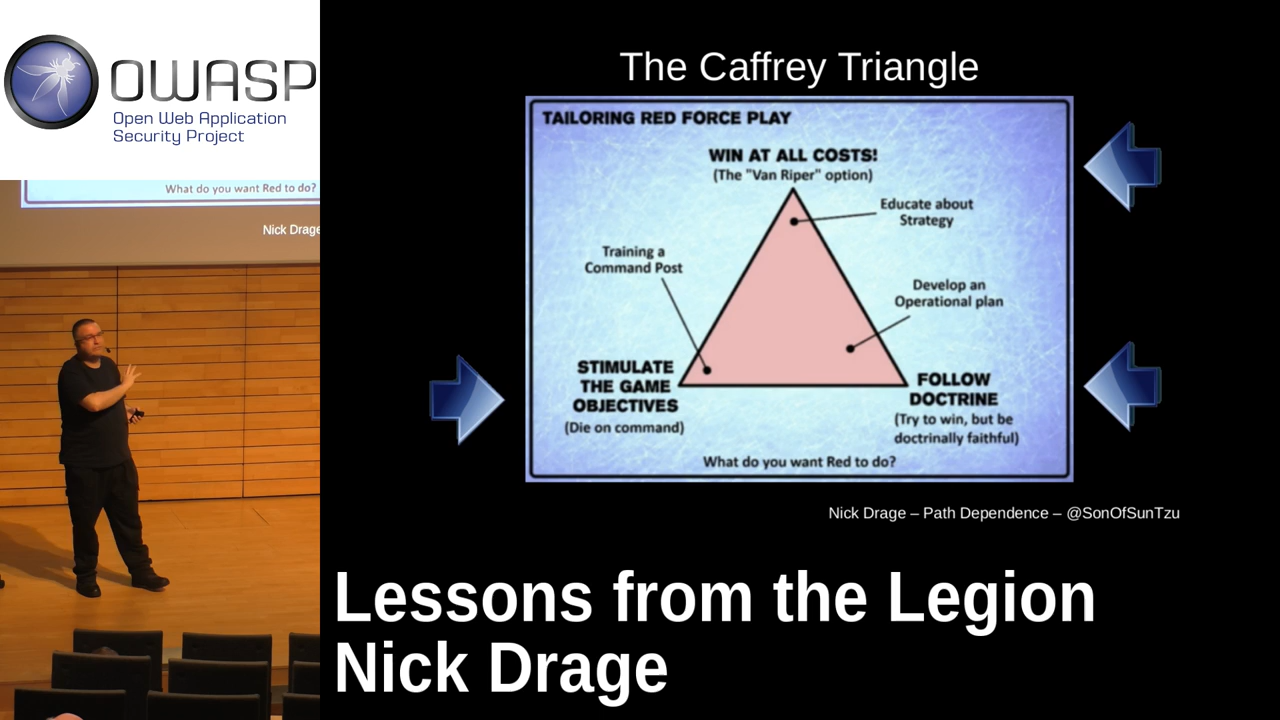 OWASP
Open Web Application
Security Project
What do you want Red to do?
Nick Drage
The Caffrey Triangle
TAILORING RED FORCE PLAY
WIN AT ALL COSTS!
(The "Van Riper" option)
Educate about
Strategy
Training a
Command Post
Develop an
Operational plan
STIMULATE
THE GAME
OBJECTIVES
(Die on command)
FOLLOW
DOCTRINE
(Try to win, but be
doctrinally faithful)
What do you want Red to do?
Nick Drage – Path Dependence – @SonOfSunTzu
Lessons from the Legion
Nick Drage